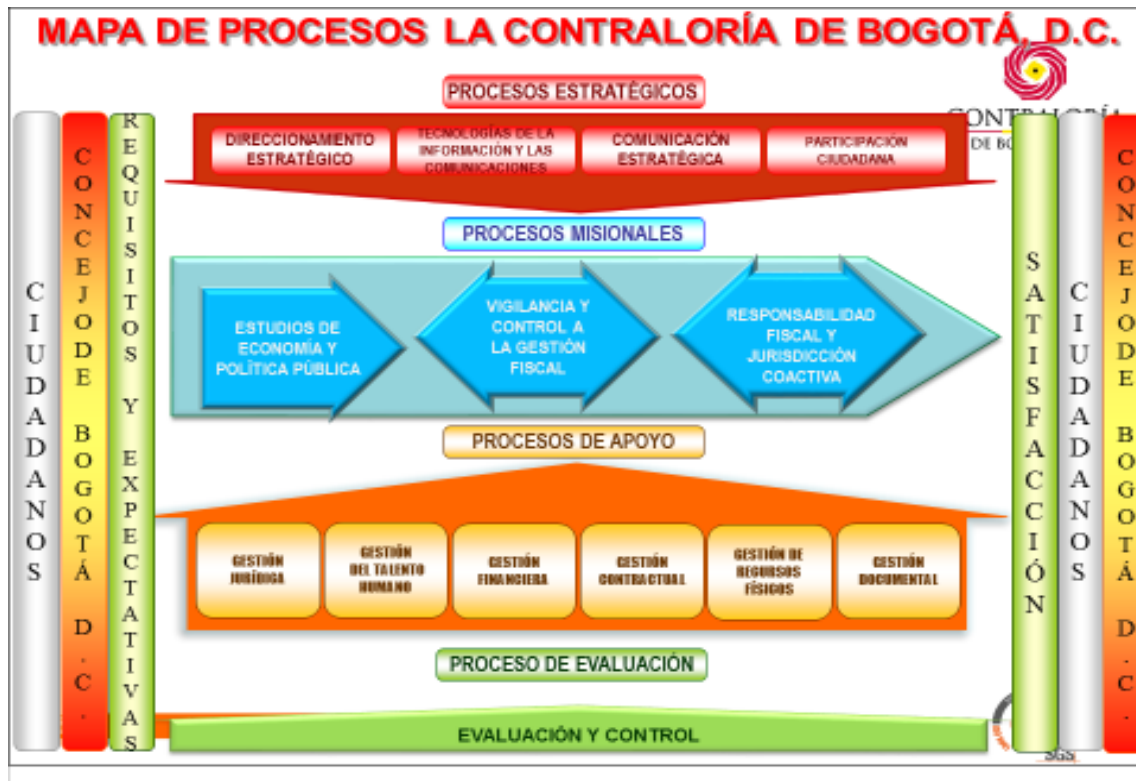 MAPA DE PROCESOS LA CONTRALORÍA DE BOGOTÁ, D.C.
PROCESOS ESTRATÉGICOS
CONTRALORÍA
DIRECCIONAMIENTO
ESTRATÉGICO
TECNOLOGÍAS DE LA
INFORMACIÓN Y LAS
COMUNICACIONES
COMUNICACIÓN
ESTRATÉGICA
PARTICIPACIÓN
CIUDADANA
CIUDADANOS
CONCEJO DE BOGOTÁ D.C.
REQUISITOS Y EXPECTATIVAS
PROCESOS MISIONALES
ESTUDIOS DE
ECONOMÍA Y
POLÍTICA PÚBLICA
VIGILANCIA Y
CONTROL A
LA GESTIÓN
FISCAL
RESPONSABILIDAD
FISCAL Y
JURISDICCIÓN
COACTIVA
PROCESOS DE APOYO
GESTIÓN
JURÍDICA
GESTIÓN
DEL TALENTO
HUMANO
GESTIÓN
FINANCIERA
GESTIÓN
CONTRACTUAL
GESTIÓN DE
RECURSOS
FÍSICOS
GESTIÓN
DOCUMENTAL
PROCESO DE EVALUACIÓN
EVALUACIÓN Y CONTROL
SATISFACCIÓN
CIUDADANOS
CONCEJO DE BOGOTÁ D.C.
SGS